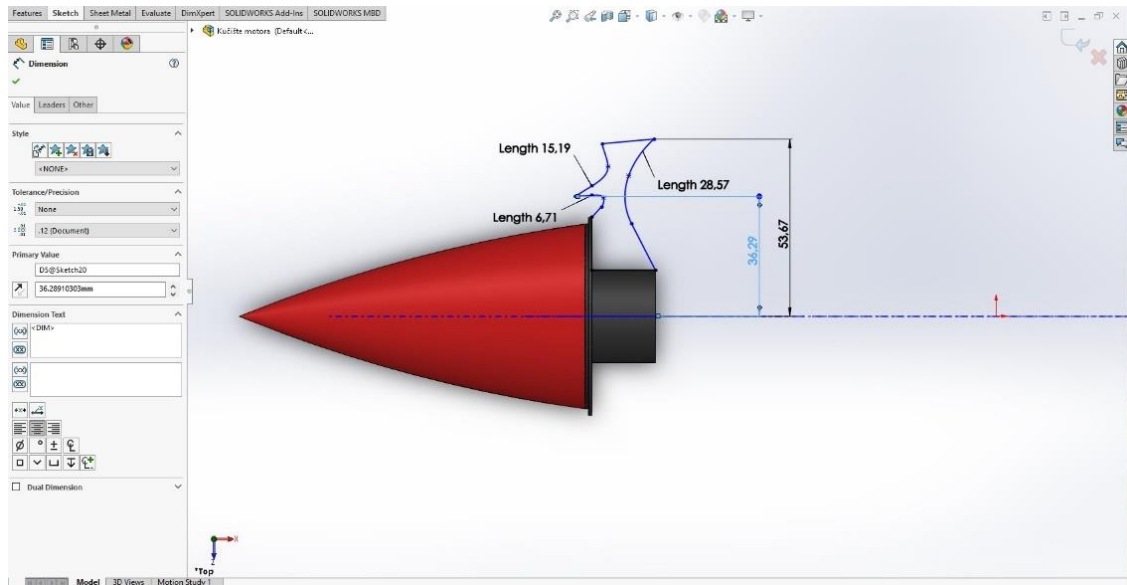 Features Sketch Sheet Metal Evaluate DimXpert SOLIDWORKS Add-Ins SOLIDWORKS MBD
Kućište motora (Default<...
Dimension
Value Leaders Other
Style
<NONE>
Tolerance/Precision
None
.12 (Document)
Primary Value
D5@Sketch20
36.28910303mm
Dimension Text
<DIM>
Dual Dimension
Length 15,19
Length 28,57
Length 6,71
36,29
53,67
X
Z
*Top
Model 3D Views Motion Study 1